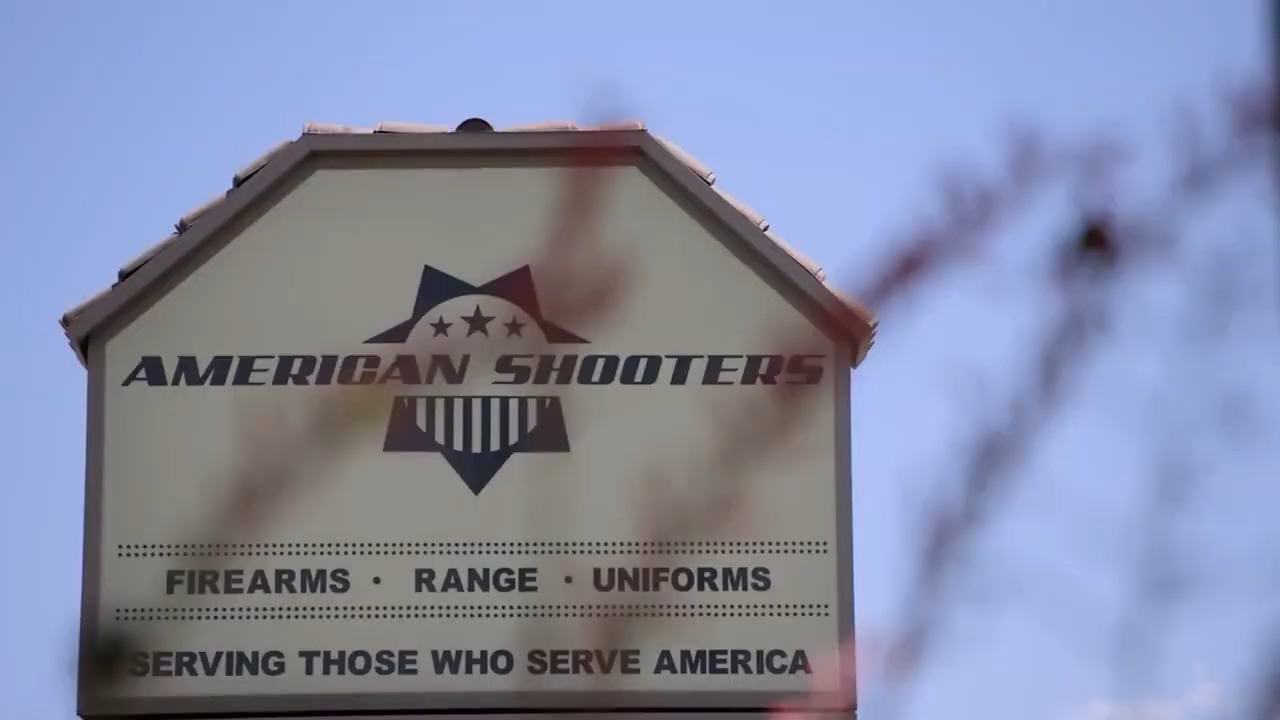 AMERICAN SHOOTERS
FIREARMS • RANGE • UNIFORMS
SERVING THOSE WHO SERVE AMERICA